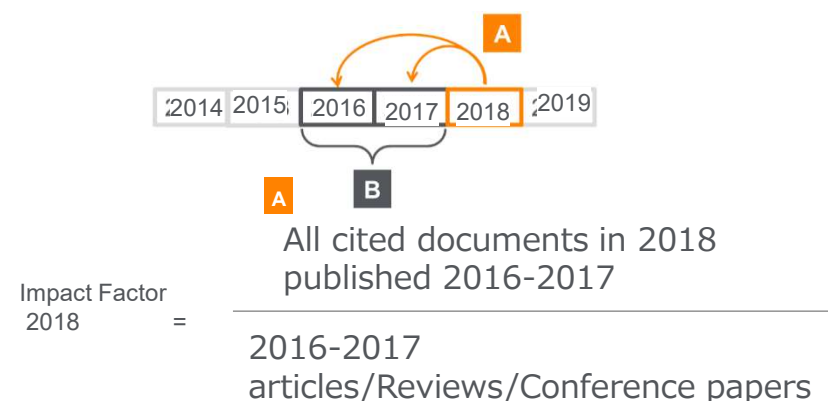 A
2014 2015 2016 2017 2018 2019
B
A
All cited documents in 2018
published 2016-2017
Impact Factor
2018 =
2016-2017
articles/Reviews/Conference papers